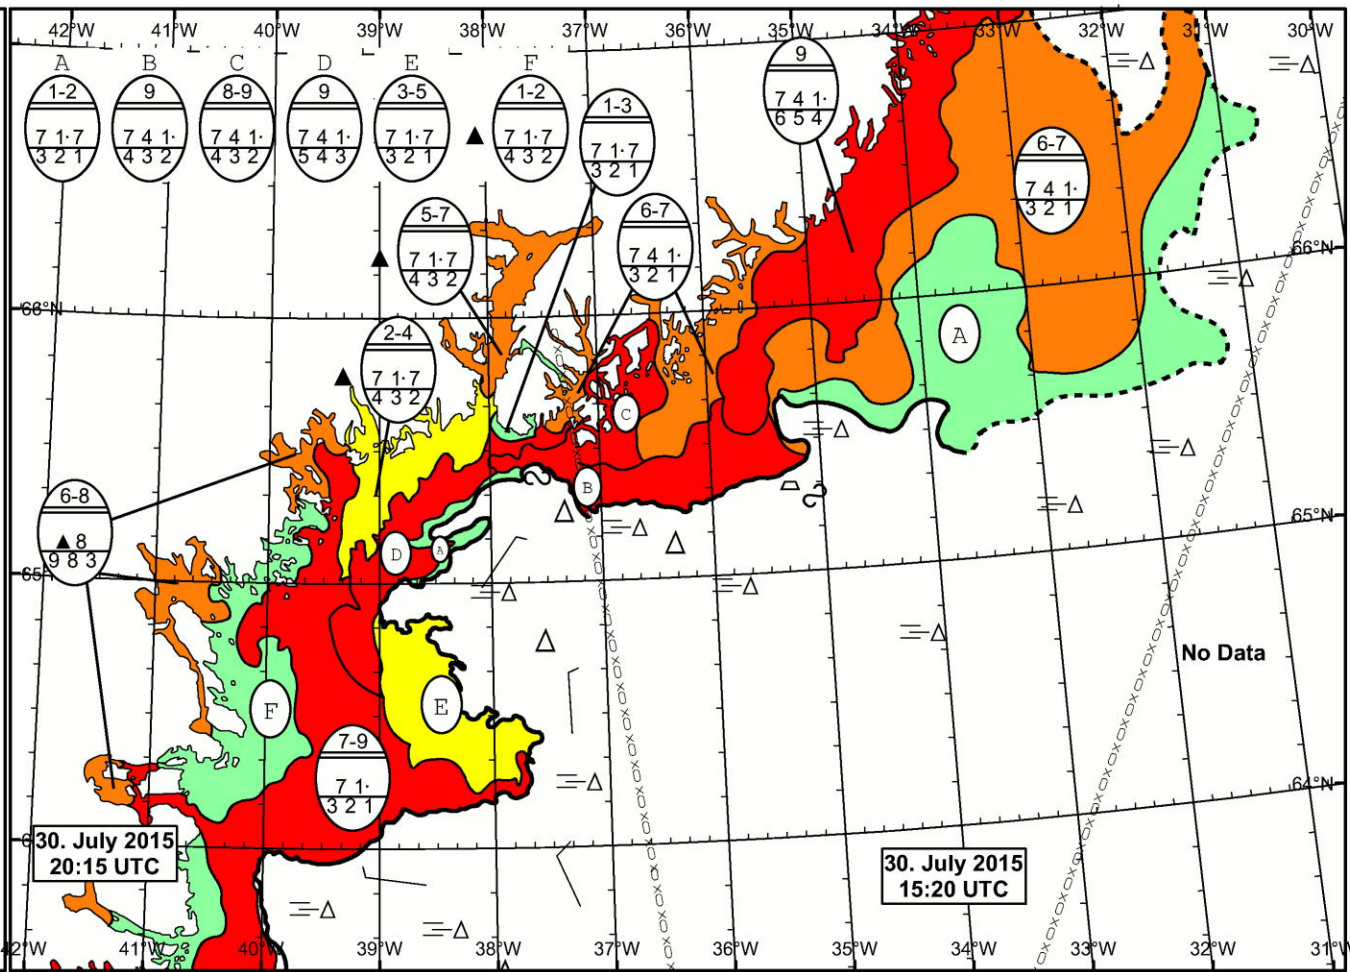 42°W 41°W 40°W 39°W 38°W 37°W 36°W 35°W 34°W 33°W 32°W 31°W 30°W
A B C D E F
1-2 9 8-9 9 3-5 1-2
7 1·7 7 4 1· 7 4 1· 7 4 1· 7 1·7 7 1·7
3 2 1 4 3 2 4 3 2 5 4 3 3 2 1 4 3 2
1-3
7 1·7
3 2 1
9
7 4 1·
6 5 4
6-7
7 4 1·
3 2 1
5-7
7 1·7
4 3 2
6-7
7 4 1·
3 2 1
66°N
66°N
2-4
7 1·7
4 3 2
A
C
6-8
8
9 8 3
B
65°N
D
A
65°N
F
E
No Data
7-9
7 1·
3 2 1
64°N
30. July 2015
20:15 UTC
30. July 2015
15:20 UTC
42°W 41°W 40°W 39°W 38°W 37°W 36°W 35°W 34°W 33°W 32°W 31°W